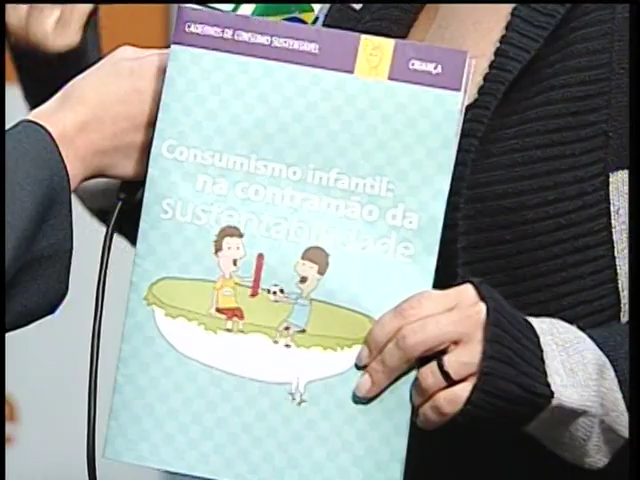 CADERNOS DE CONSUMO SUSTENTÁVEL
CRIANÇA
Consumismo infantil:
na contramão da
sustentabilidade